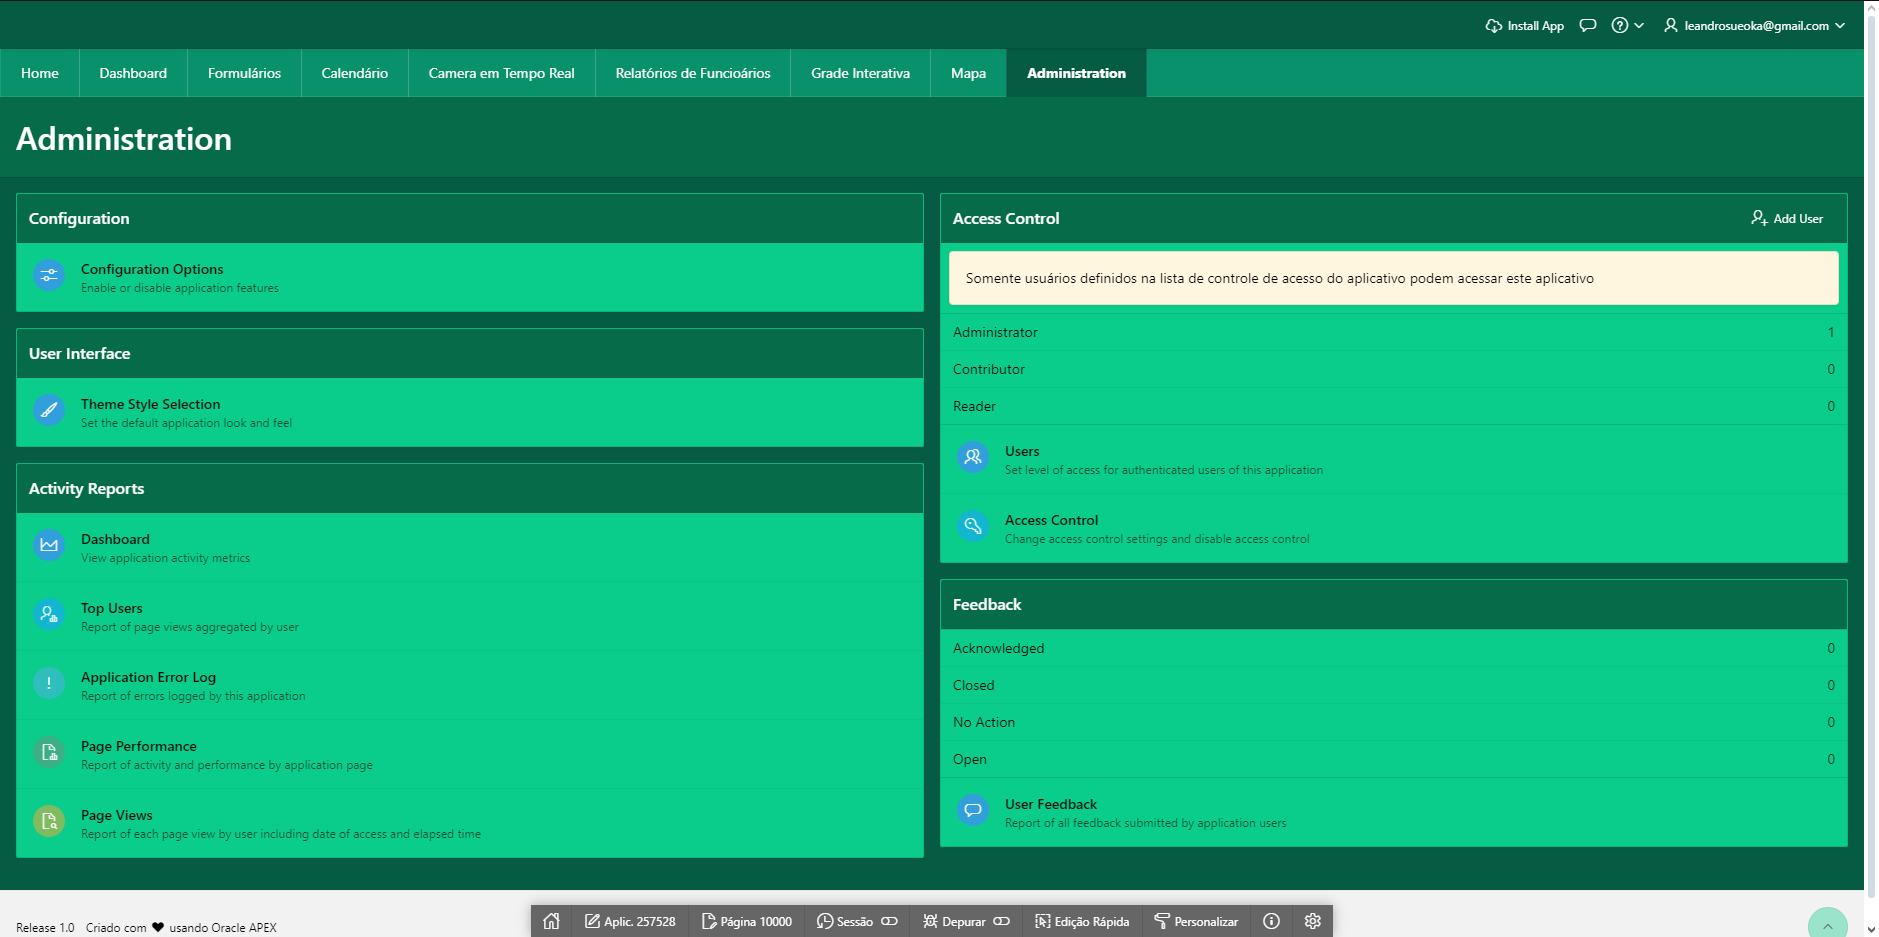 Install App
leandrosueoka@gmail.com
Home
Dashboard
Formulários
Calendário
Camera em Tempo Real
Relatórios de Funcioários
Grade Interativa
Mapa
Administration
Administration
Configuration
Configuration Options
Enable or disable application features
User Interface
Theme Style Selection
Set the default application look and feel
Activity Reports
Dashboard
View application activity metrics
Top Users
Report of page views aggregated by user
Application Error Log
Report of errors logged by this application
Page Performance
Report of activity and performance by application page
Page Views
Report of each page view by user including date of access and elapsed time
Access Control
Add User
Somente usuários definidos na lista de controle de acesso do aplicativo podem acessar este aplicativo
Administrator 1
Contributor 0
Reader 0
Users
Set level of access for authenticated users of this application
Access Control
Change access control settings and disable access control
Feedback
Acknowledged 0
Closed 0
No Action 0
Open 0
User Feedback
Report of all feedback submitted by application users
Release 1.0 Criado com ♥ usando Oracle APEX
Aplic. 257528
Página 10000
Sessão
Depurar
Edição Rápida
Personalizar